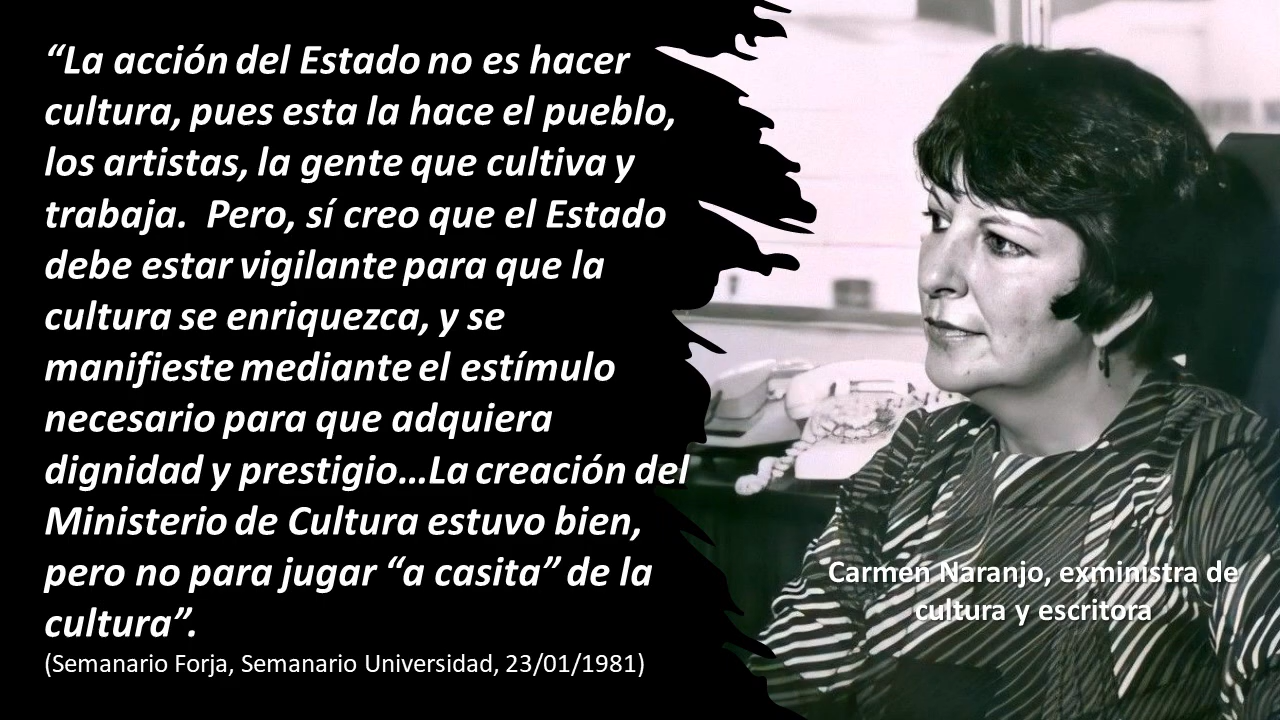 “La acción del Estado no es hacer
cultura, pues esta la hace el pueblo,
los artistas, la gente que cultiva y
trabaja.  Pero, sí creo que el Estado
debe estar vigilante para que la
cultura se enriquezca, y se
manifieste mediante el estímulo
necesario para que adquiera
dignidad y prestigio…La creación del
Ministerio de Cultura estuvo bien,
pero no para jugar “a casita” de la
cultura”.
(Semanario Forja, Semanario Universidad, 23/01/1981)
Carmen Naranjo, exministra de
cultura y escritora